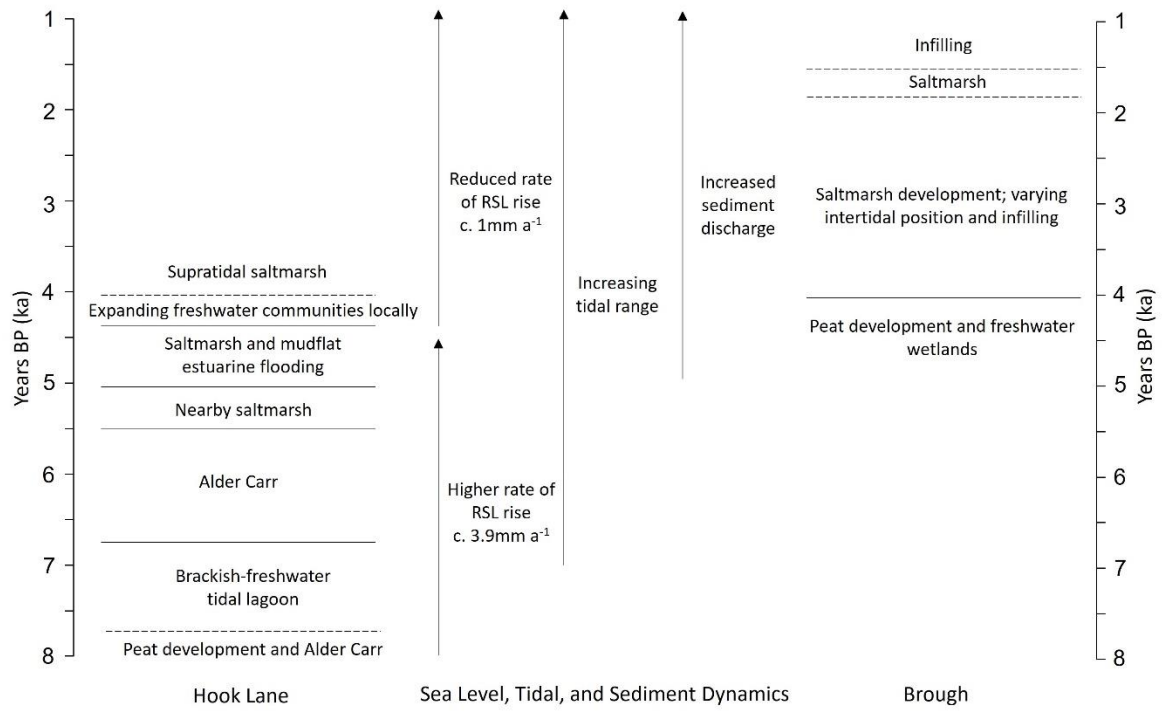 1
2
3
4
5
6
7
8
Years BP (ka)
Supratidal saltmarsh
Expanding freshwater communities locally
Saltmarsh and mudflat
estuarine flooding
Nearby saltmarsh
Alder Carr
Brackish-freshwater
tidal lagoon
Peat development and Alder Carr
Hook Lane
Reduced rate
of RSL rise
c. 1mm a⁻¹
Higher rate of
RSL rise
c. 3.9mm a⁻¹
Increasing
tidal range
Increased
sediment
discharge
Sea Level, Tidal, and Sediment Dynamics
Infilling
Saltmarsh
Saltmarsh development; varying
intertidal position and infilling
Peat development and freshwater
wetlands
Brough
1
2
3
4
5
6
7
8
Years BP (ka)